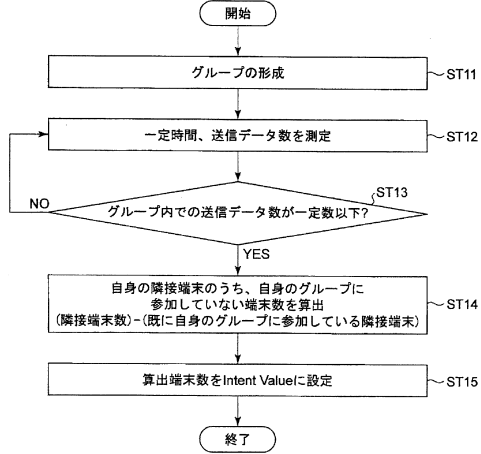 開始
グループの形成
ST11
一定時間、送信データ数を測定
ST12
ST13
グループ内での送信データ数が一定数以下?
NO
YES
自身の隣接端末のうち、自身のグループに
参加していない端末数を算出
(隣接端末数)-(既に自身のグループに参加している隣接端末)
ST14
算出端末数をIntent Valueに設定
ST15
終了